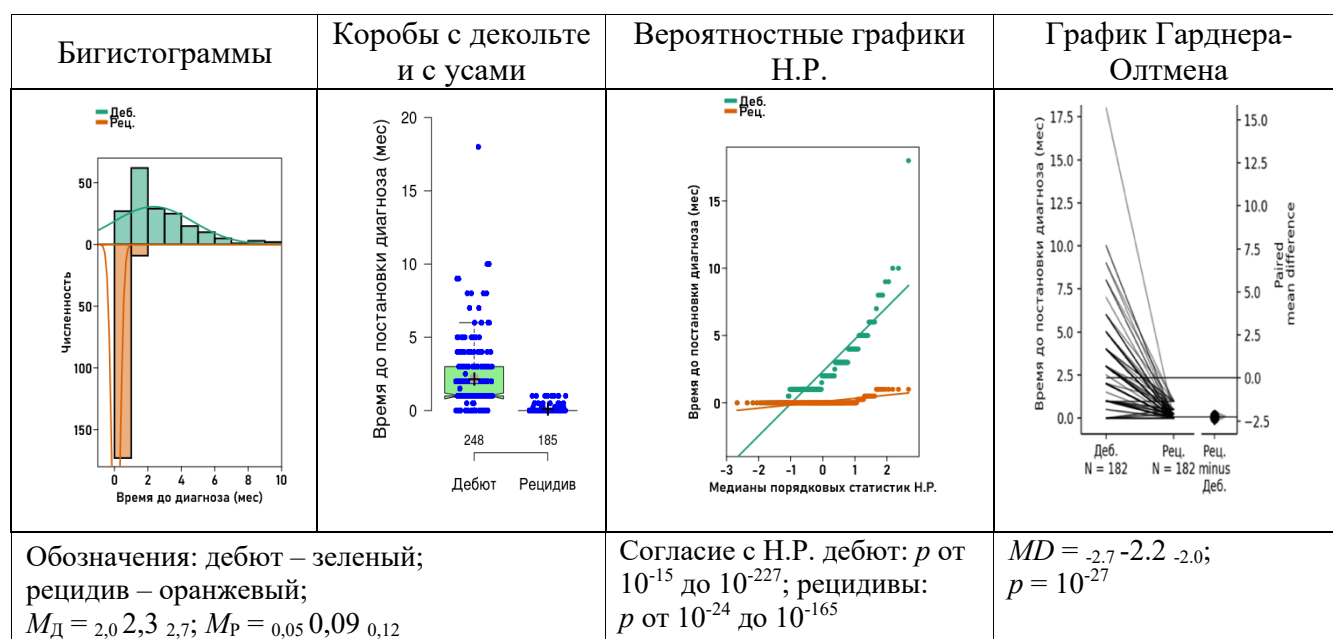 Бигистограммы
Коробы с декольте
и с усами
Вероятностные графики
Н.Р.
График Гарднера-
Олтмена
Деб.
Рец.
50
0
50
100
150
Численность
0 2 4 6 8 10
Время до диагноза (мес)
20
15
10
5
0
Время до постановки диагноза (мес)
248 185
Дебют Рецидив
Деб.
Рец.
15
10
5
0
Время до постановки диагноза (мес)
-3 -2 -1 0 1 2
Медианы порядковых статистик Н.Р.
17.5
15.0
12.5
10.0
7.5
5.0
2.5
0.0
Время до постановки диагноза (мес)
15.0
12.5
10.0
7.5
5.0
2.5
0.0
−2.5
Paired
mean difference
Деб.
N = 182
Рец.
N = 182
Рец.
minus
Деб.
Обозначения: дебют – зеленый;
рецидив – оранжевый;
MД = 2,0 2,3 2,7; MР = 0,05 0,09 0,12
Согласие с Н.Р. дебют: p от
10-15 до 10-227; рецидивы:
p от 10-24 до 10-165
MD = -2.7 -2.2 -2.0;
p = 10-27